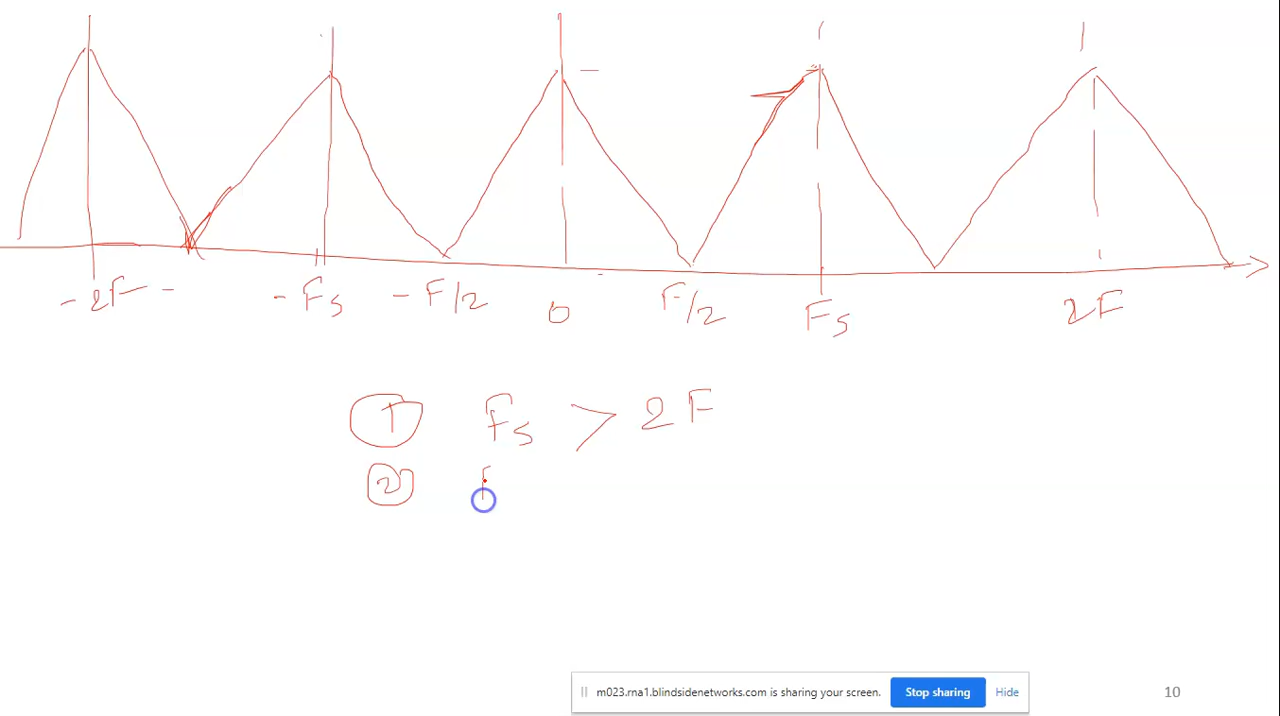 -2F - -Fs -F/2 0 F/2 Fs 2F
1 Fs > 2F
2 F
m023.rna1.blindsidenetworks.com is sharing your screen. Stop sharing Hide
10